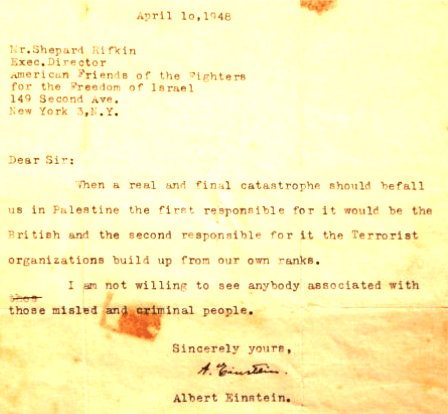 April 10,1948
Mr.Shepard Rifkin
Exec.Director
American Friends of the Fighters
for the Freedom of Israel
149 Second Ave.
New York 3,N.Y.
Dear Sir:
When a real and final catastrophe should befall
us in Palestine the first responsible for it would be the
British and the second responsible for it the Terrorist
organizations build up from our own ranks.
I am not willing to see anybody associated with
those misled and criminal people.
Sincerely yours,
A. Einstein.
Albert Einstein.